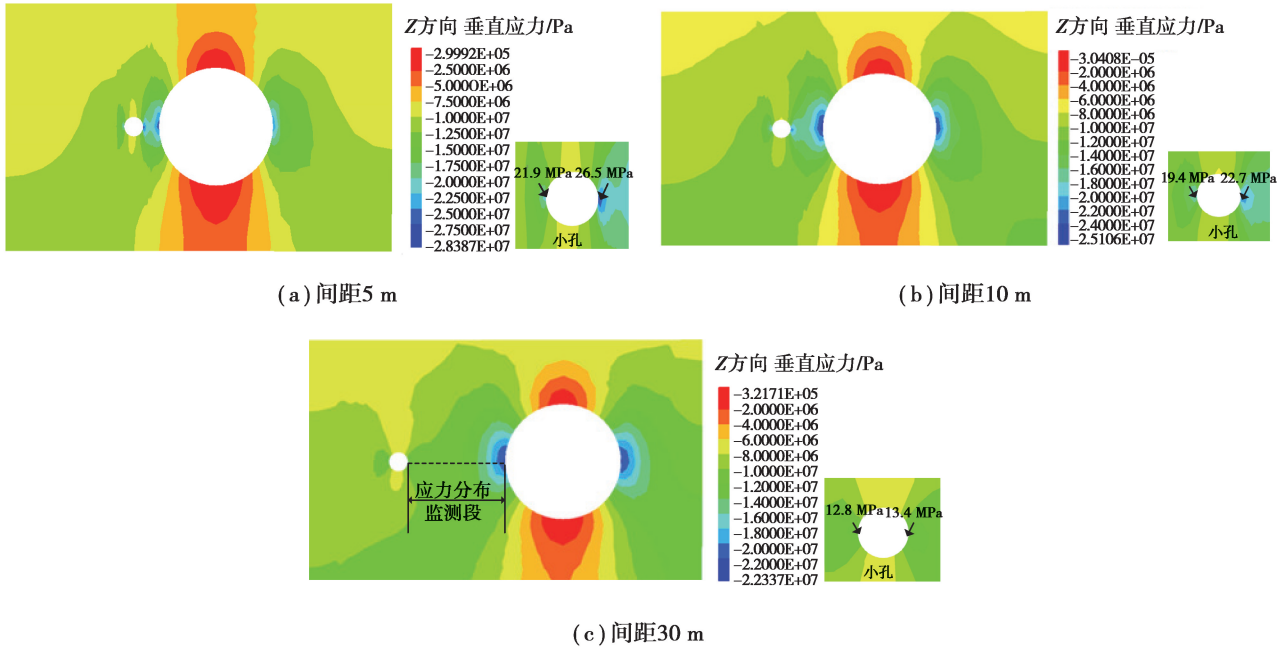 Z方向 垂直应力/Pa
−2.9992E+05
−2.5000E+06
−5.0000E+06
−7.5000E+06
−1.0000E+07
−1.2500E+07
−1.5000E+07
−1.7500E+07
−2.0000E+07
−2.2500E+07
−2.5000E+07
−2.7500E+07
−2.8387E+07
21.9 MPa 26.5 MPa
小孔
(a)间距5 m
Z方向 垂直应力/Pa
−3.0408E−05
−2.0000E+06
−4.0000E+06
−6.0000E+06
−8.0000E+06
−1.0000E+07
−1.2000E+07
−1.4000E+07
−1.6000E+07
−1.8000E+07
−2.0000E+07
−2.2000E+07
−2.4000E+07
−2.5106E+07
19.4 MPa 22.7 MPa
小孔
(b)间距10 m
应力分布
监测段
Z方向 垂直应力/Pa
−3.2171E+05
−2.0000E+06
−4.0000E+06
−6.0000E+06
−8.0000E+06
−1.0000E+07
−1.2000E+07
−1.4000E+07
−1.6000E+07
−1.8000E+07
−2.0000E+07
−2.2000E+07
−2.2337E+07
12.8 MPa 13.4 MPa
小孔
(c)间距30 m